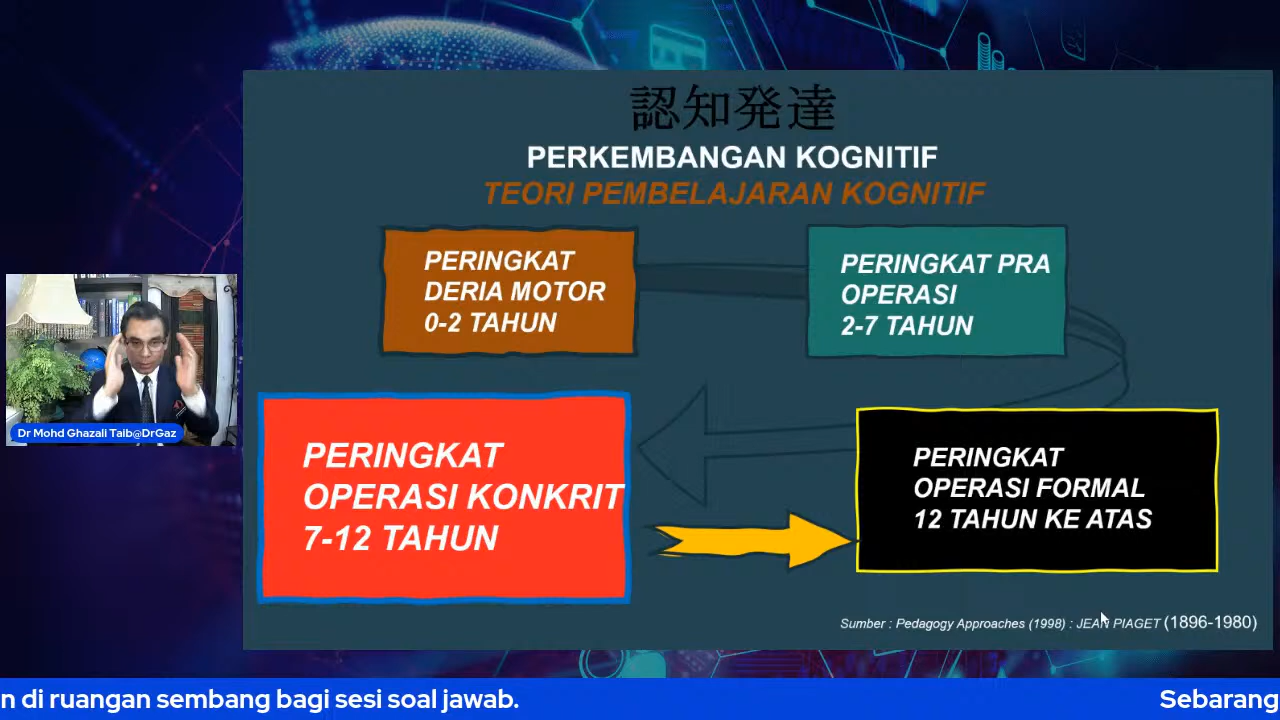 認知発達
PERKEMBANGAN KOGNITIF
TEORI PEMBELAJARAN KOGNITIF
PERINGKAT
DERIA MOTOR
0-2 TAHUN
PERINGKAT PRA
OPERASI
2-7 TAHUN
PERINGKAT
OPERASI KONKRIT
7-12 TAHUN
PERINGKAT
OPERASI FORMAL
12 TAHUN KE ATAS
Sumber : Pedagogy Approaches (1998) : JEAN PIAGET (1896-1980)
Dr Mohd Ghazali Taib@DrGaz
n di ruangan sembang bagi sesi soal jawab. Sebarang